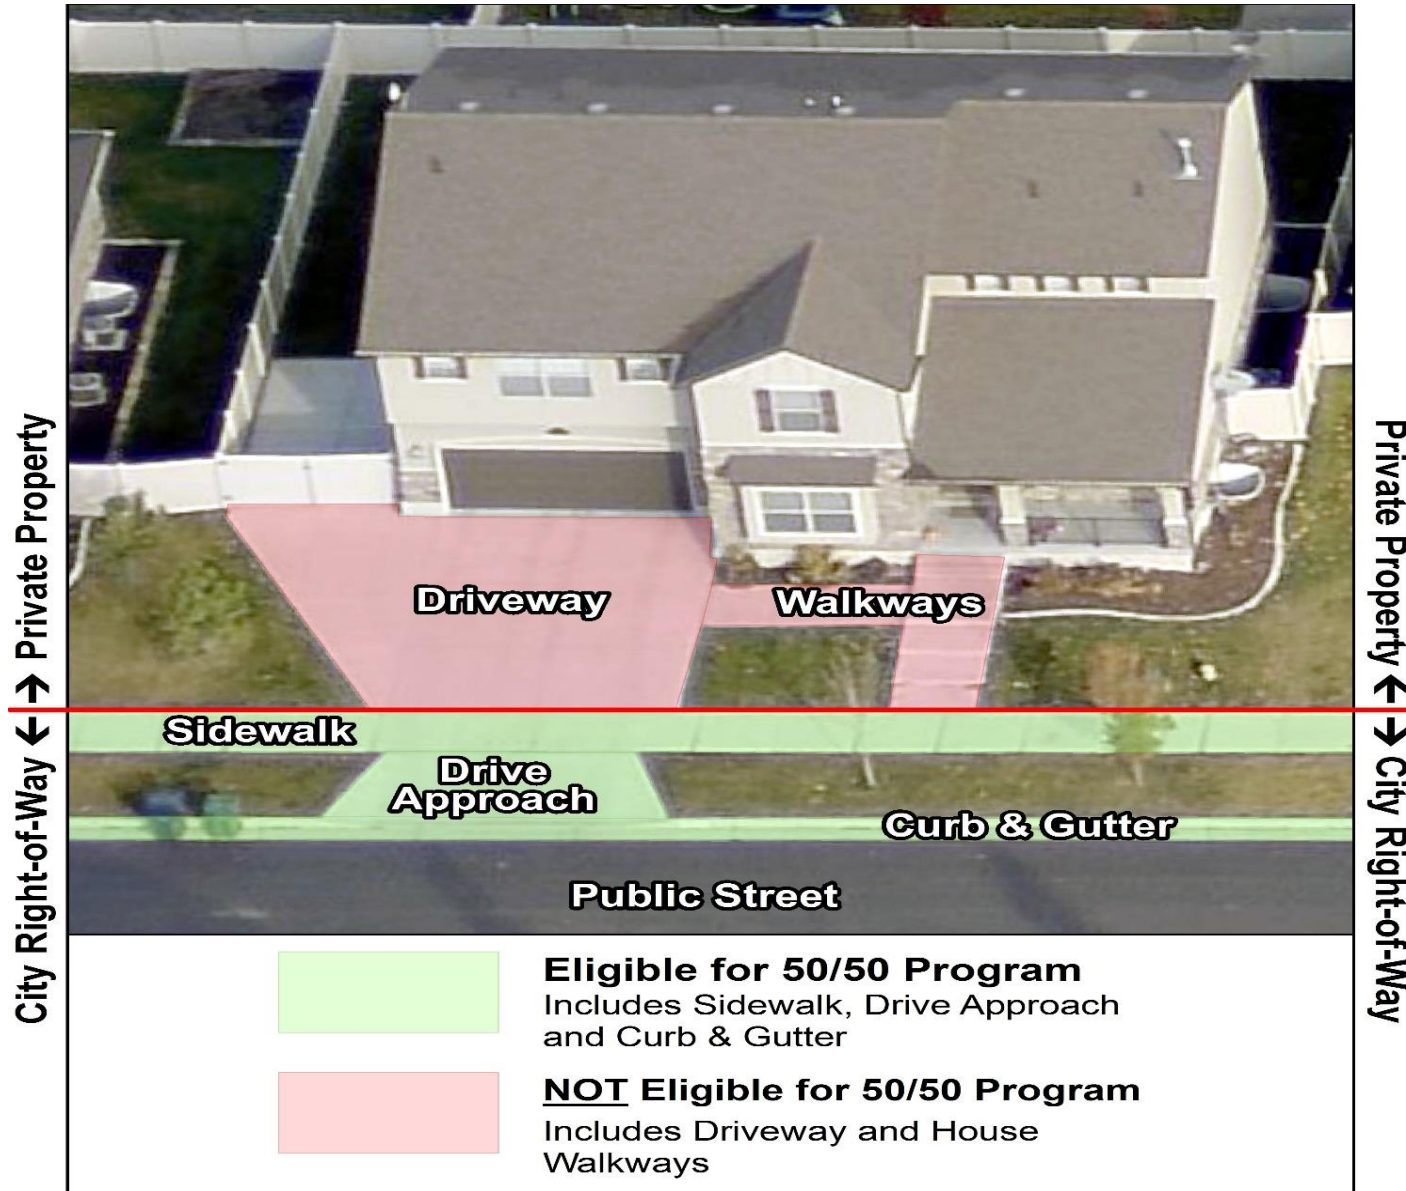 Private Property
City Right-of-Way
Driveway
Walkways
Sidewalk
Drive
Approach
Curb & Gutter
Public Street
Private Property
City Right-of-Way
Eligible for 50/50 Program
Includes Sidewalk, Drive Approach
and Curb & Gutter
NOT Eligible for 50/50 Program
Includes Driveway and House
Walkways